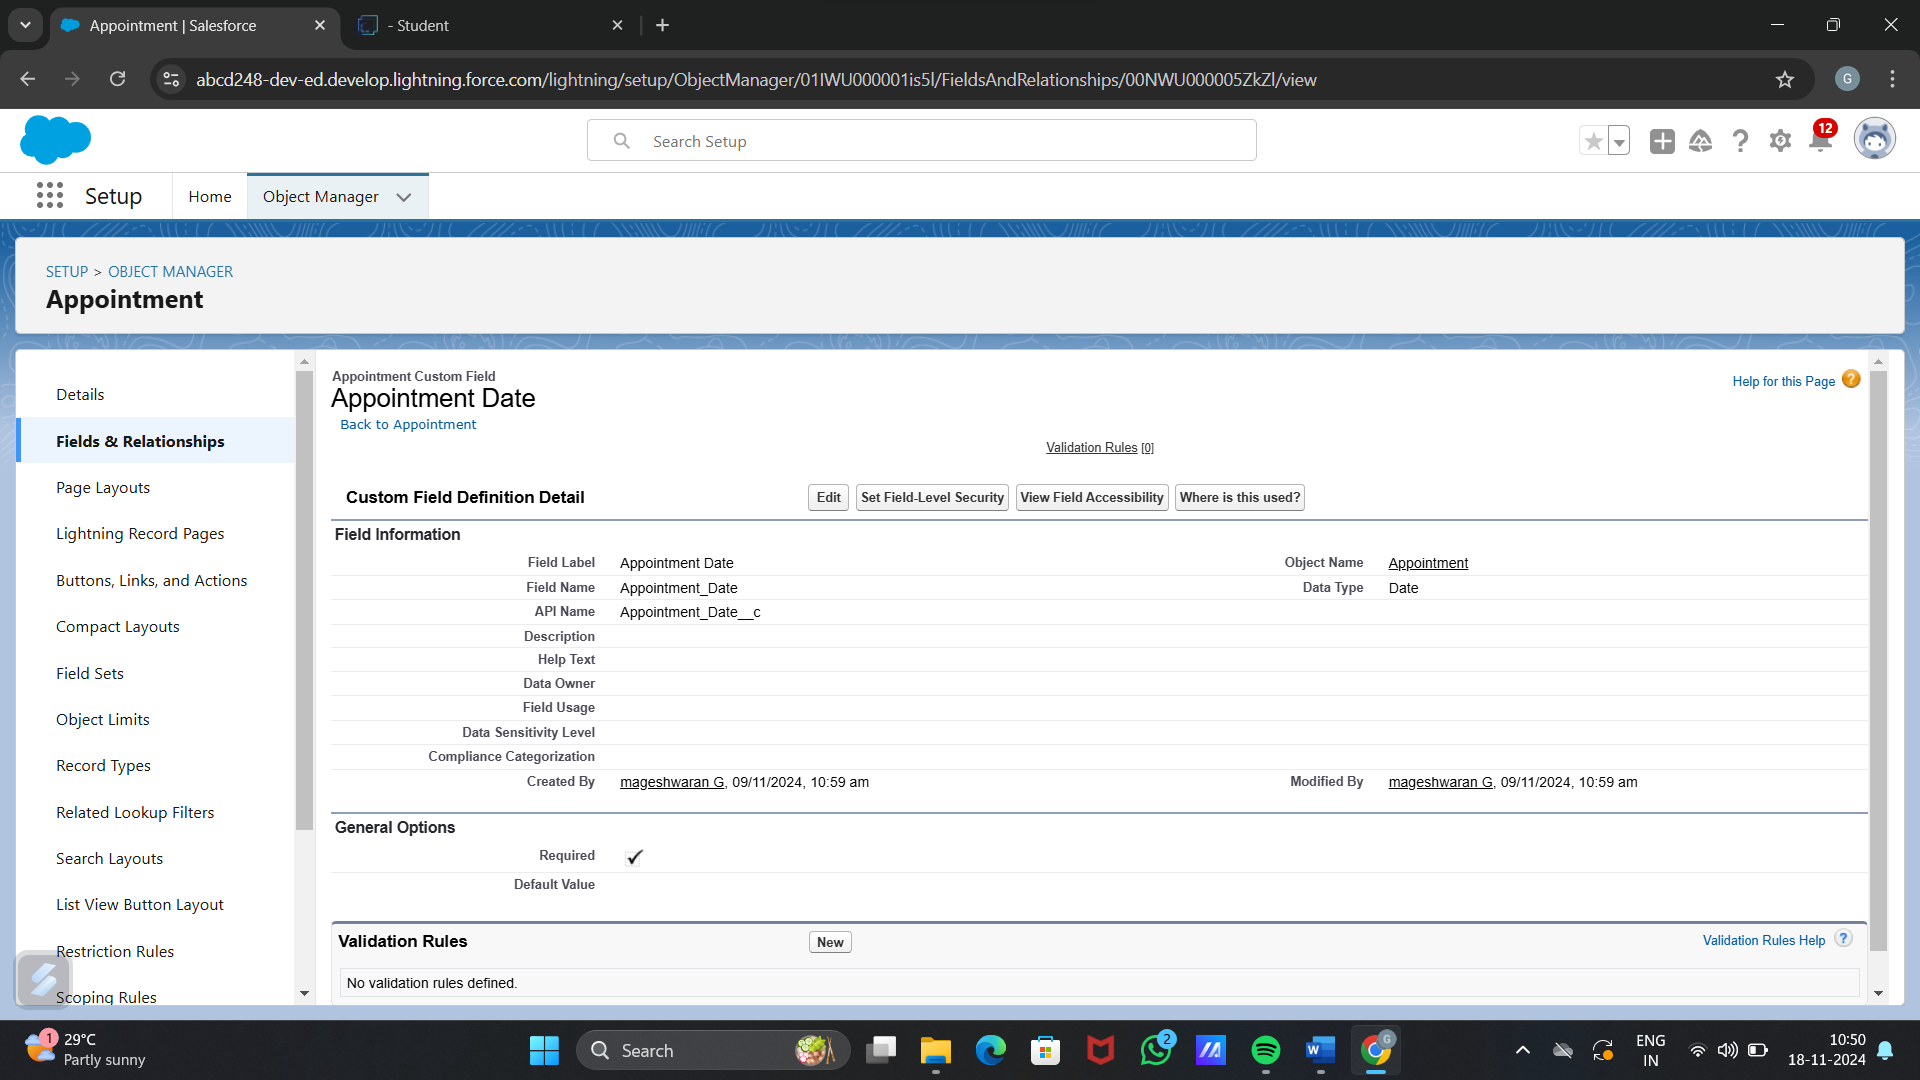 Appointment | Salesforce
- Student
abcd248-dev-ed.develop.lightning.force.com/lightning/setup/ObjectManager/01IWU000001is5l/FieldsAndRelationships/00NWU000005ZkZl/view
G
Search Setup
12
Setup
Home
Object Manager
SETUP > OBJECT MANAGER
Appointment
Details
Fields & Relationships
Page Layouts
Lightning Record Pages
Buttons, Links, and Actions
Compact Layouts
Field Sets
Object Limits
Record Types
Related Lookup Filters
Search Layouts
List View Button Layout
Restriction Rules
Scoping Rules
Appointment Custom Field
Appointment Date
Back to Appointment
Help for this Page ?
Validation Rules [0]
Custom Field Definition Detail
Edit Set Field-Level Security View Field Accessibility Where is this used?
Field Information
Field Label Appointment Date Object Name Appointment
Field Name Appointment_Date Data Type Date
API Name Appointment_Date__c
Description
Help Text
Data Owner
Field Usage
Data Sensitivity Level
Compliance Categorization
Created By mageshwaran G, 09/11/2024, 10:59 am Modified By mageshwaran G, 09/11/2024, 10:59 am
General Options
Required
Default Value
Validation Rules New Validation Rules Help ?
No validation rules defined.
1
29°C
Partly sunny
Search
2
W
G
ENG
IN
10:50
18-11-2024